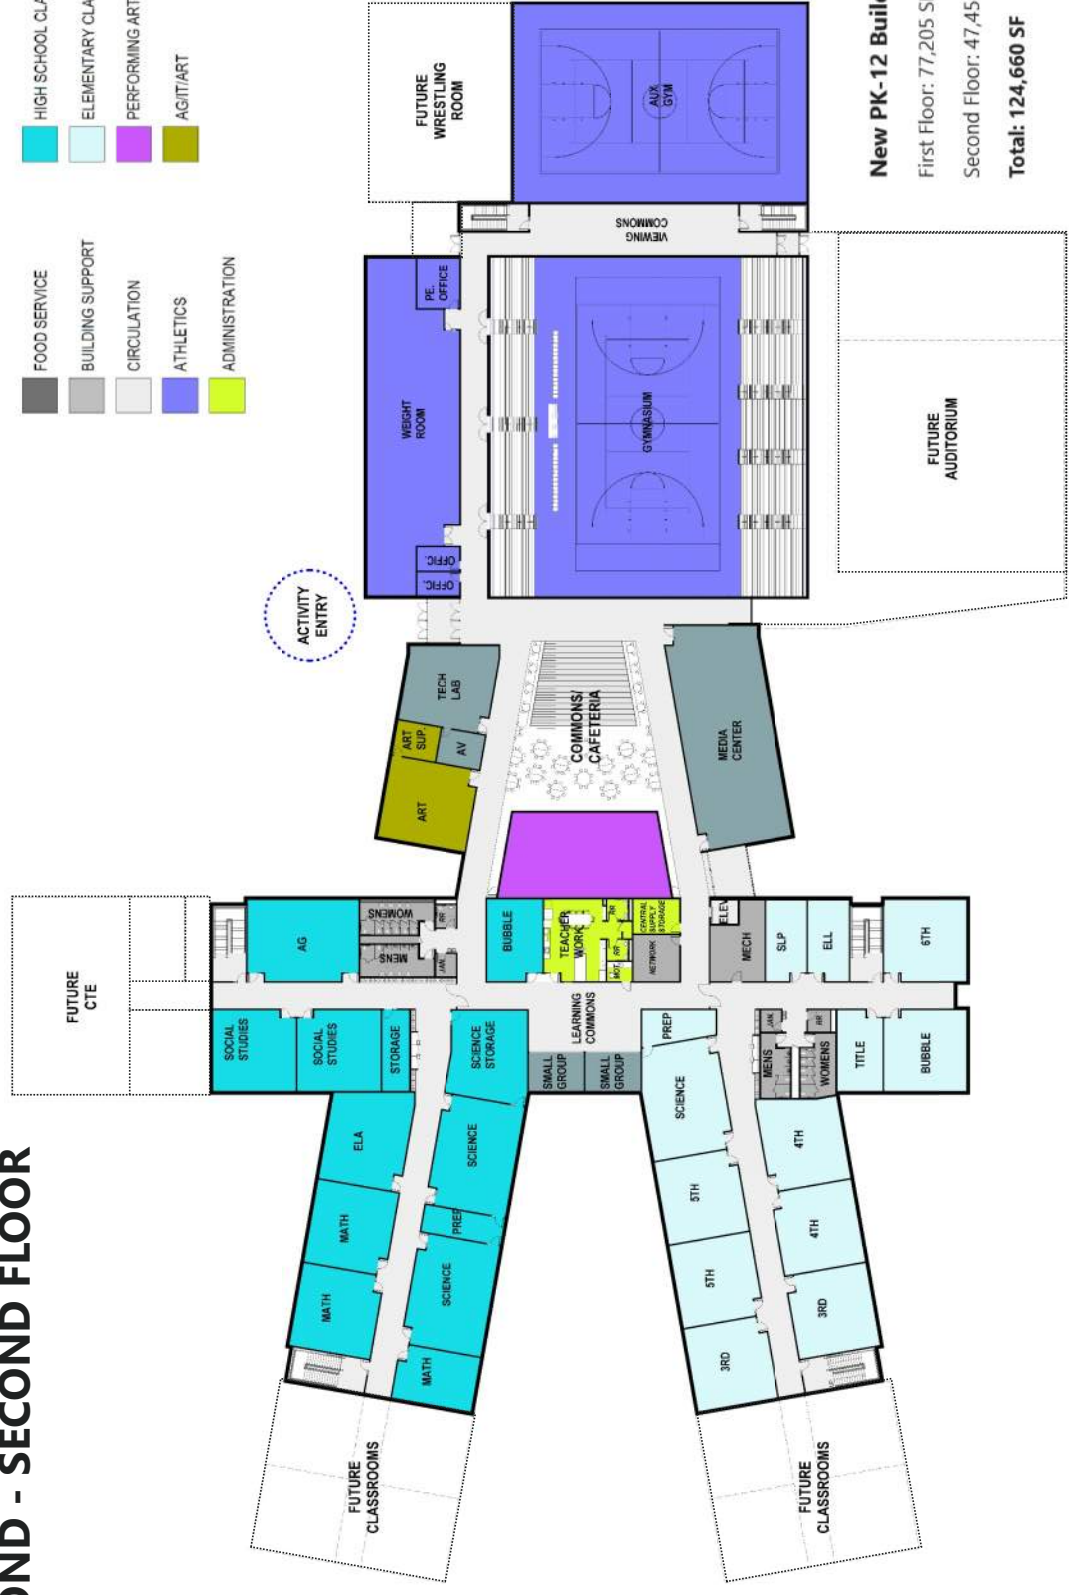 OND - SECOND FLOOR
FOOD SERVICE
BUILDING SUPPORT
CIRCULATION
ATHLETICS
ADMINISTRATION
HIGH SCHOOL CLA
ELEMENTARY CLA
PERFORMING ART
AG/IT/ART
FUTURE
CTE
ACTIVITY
ENTRY
FUTURE
WRESTLING
ROOM
WEIGHT
ROOM
OFFIC.
OFFIC.
PE.
OFFICE
AUX
GYM
VIEWING
COMMONS
GYMNASIUM
FUTURE
AUDITORIUM
TECH
LAB
ART
SUP.
AV
ART
COMMONS/
CAFETERIA
MEDIA
CENTER
AG
WOMENS
MENS
RR
JAN.
BUBBLE
TEACHER
WORK
RR
RR
MOT.
CENTRAL
SUPPLY
STORAGE
NETWORK
ELEV
MECH
SLP
ELL
6TH
SOCIAL
STUDIES
SOCIAL
STUDIES
STORAGE
SCIENCE
STORAGE
LEARNING
COMMONS
SMALL
GROUP
SMALL
GROUP
PREP
JAN.
RR
MENS
WOMENS
TITLE
BUBBLE
ELA
MATH
MATH
SCIENCE
PREP
SCIENCE
MATH
SCIENCE
5TH
5TH
3RD
4TH
4TH
3RD
FUTURE
CLASSROOMS
FUTURE
CLASSROOMS
New PK-12 Buil
First Floor: 77,205 S
Second Floor: 47,45
Total: 124,660 SF